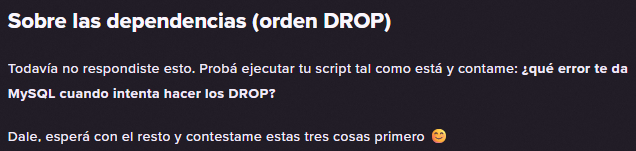 Sobre las dependencias (orden DROP)
Todavía no respondiste esto. Probá ejecutar tu script tal como está y contame: ¿qué error te da
MySQL cuando intenta hacer los DROP?
Dale, esperá con el resto y contestame estas tres cosas primero 😊